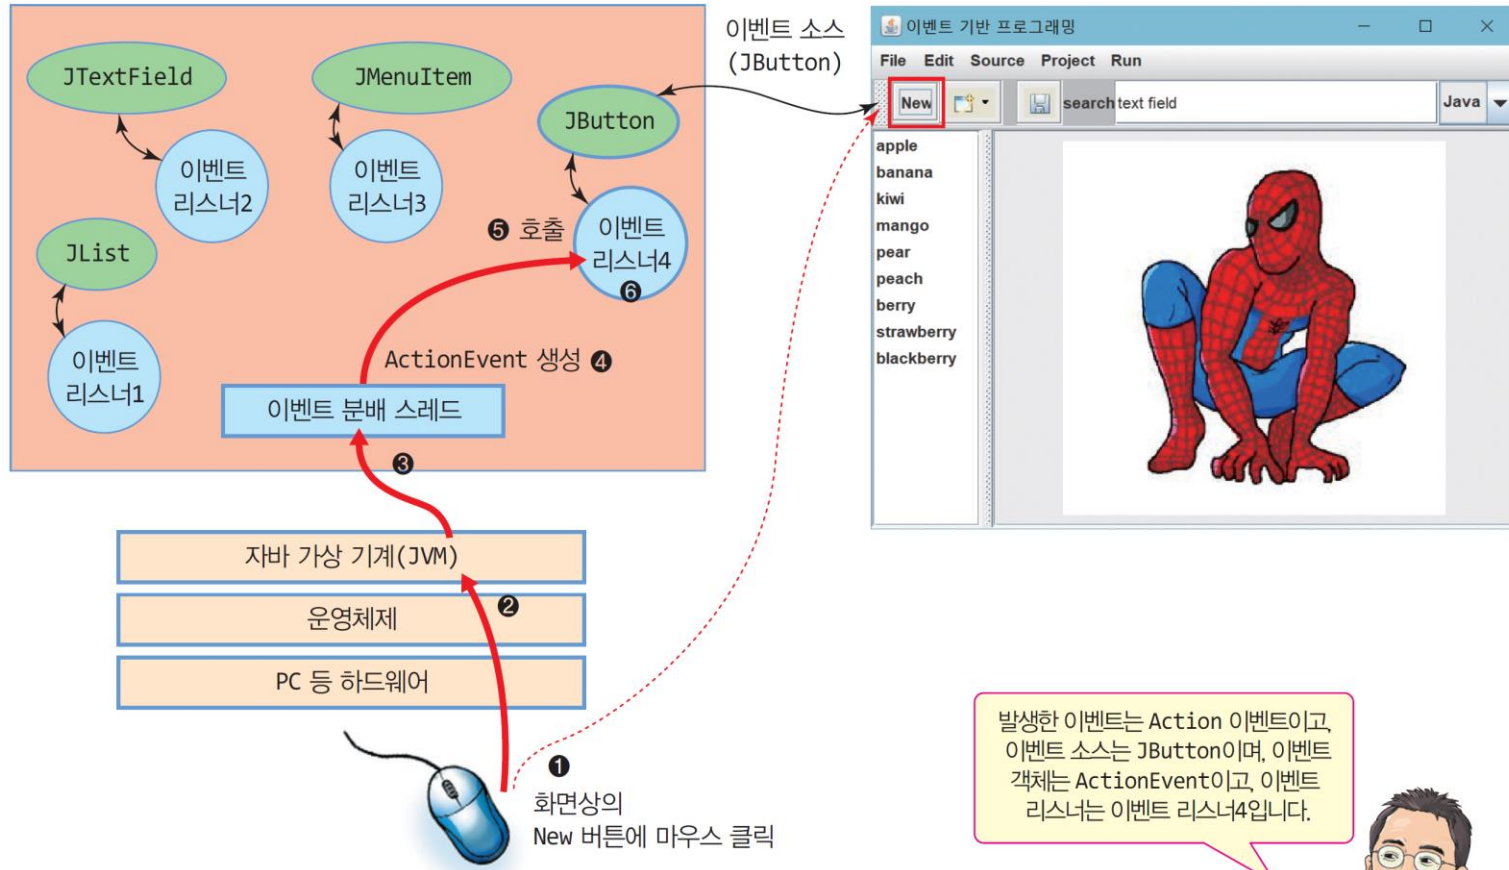 JTextField
JMenuItem
JButton
이벤트
리스너2
이벤트
리스너3
❺ 호출
이벤트
리스너4
❻
JList
이벤트
리스너1
ActionEvent 생성 ❹
이벤트 분배 스레드
❸
자바 가상 기계(JVM)
❷
운영체제
PC 등 하드웨어
❶
화면상의
New 버튼에 마우스 클릭
이벤트 소스
(JButton)
이벤트 기반 프로그래밍
File Edit Source Project Run
New search text field Java
apple
banana
kiwi
mango
pear
peach
berry
strawberry
blackberry
발생한 이벤트는 Action 이벤트이고,
이벤트 소스는 JButton이며, 이벤트
객체는 ActionEvent이고, 이벤트
리스너는 이벤트 리스너4입니다.